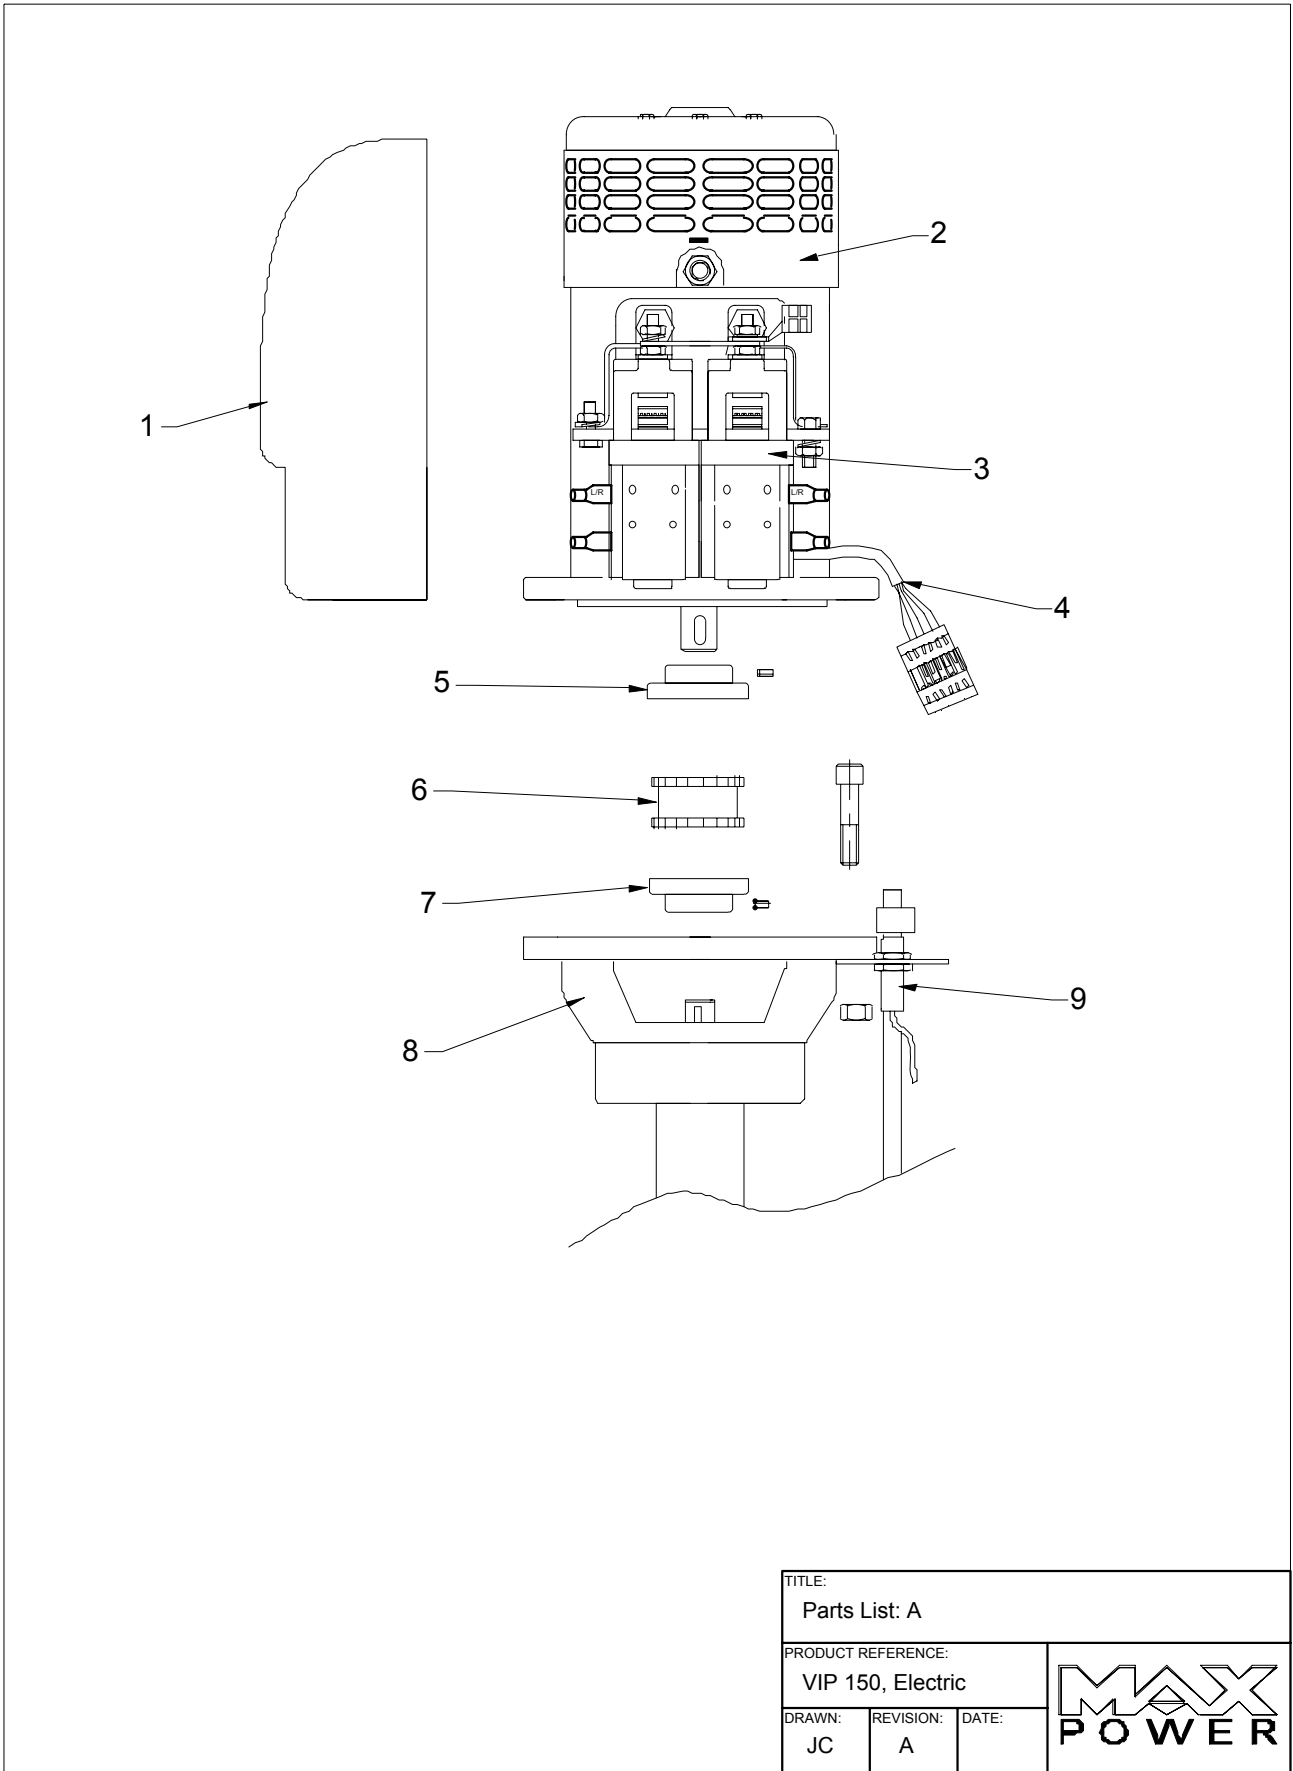 2
1
3
L/R L/R
4
5
6
7
9
8
TITLE:
Parts List: A
PRODUCT REFERENCE:
VIP 150, Electric
DRAWN: REVISION: DATE:
JC A
MAX
POWER